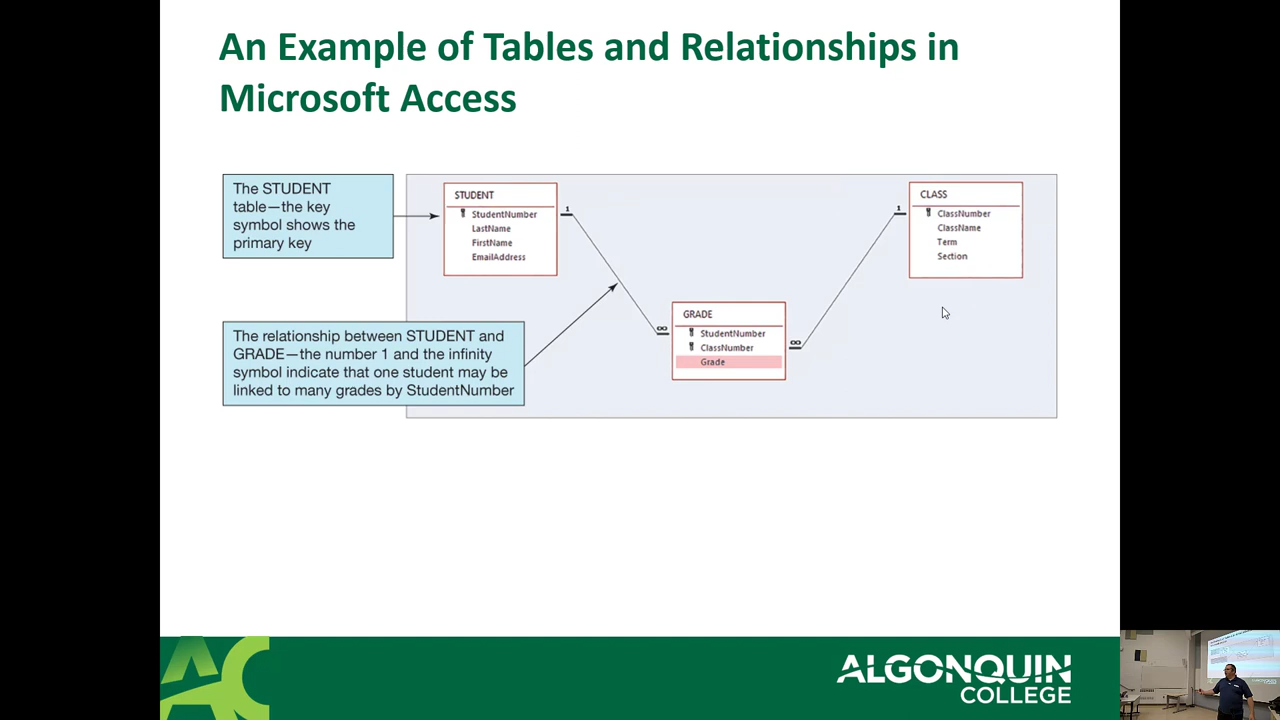 An Example of Tables and Relationships in
Microsoft Access
The STUDENT
table—the key
symbol shows the
primary key
STUDENT
StudentNumber
LastName
FirstName
EmailAddress
1
1
CLASS
ClassNumber
ClassName
Term
Section
The relationship between STUDENT and
GRADE—the number 1 and the infinity
symbol indicate that one student may be
linked to many grades by StudentNumber
∞
GRADE
StudentNumber
ClassNumber
Grade
∞
AC
ALGONQUIN
COLLEGE